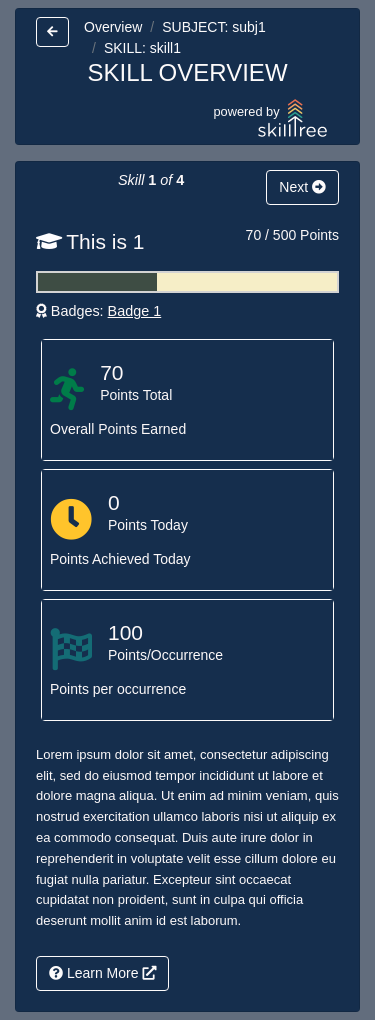 Overview / SUBJECT: subj1
/ SKILL: skill1
SKILL OVERVIEW
powered by
skilltree
Skill 1 of 4
Next
This is 1
70 / 500 Points
Badges: Badge 1
70
Points Total
Overall Points Earned
0
Points Today
Points Achieved Today
100
Points/Occurrence
Points per occurrence
Lorem ipsum dolor sit amet, consectetur adipiscing
elit, sed do eiusmod tempor incididunt ut labore et
dolore magna aliqua. Ut enim ad minim veniam, quis
nostrud exercitation ullamco laboris nisi ut aliquip ex
ea commodo consequat. Duis aute irure dolor in
reprehenderit in voluptate velit esse cillum dolore eu
fugiat nulla pariatur. Excepteur sint occaecat
cupidatat non proident, sunt in culpa qui officia
deserunt mollit anim id est laborum.
Learn More